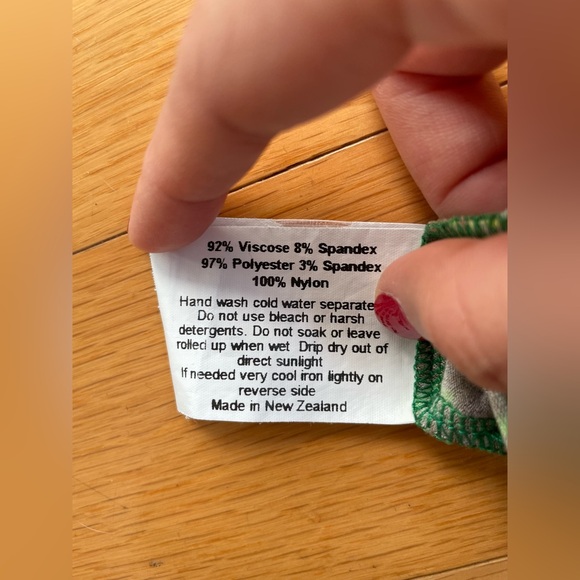 92% Viscose 8% Spandex
97% Polyester 3% Spandex
100% Nylon
Hand wash cold water separate
Do not use bleach or harsh
detergents. Do not soak or leave
rolled up when wet Drip dry out of
direct sunlight
If needed very cool iron lightly on
reverse side
Made in New Zealand